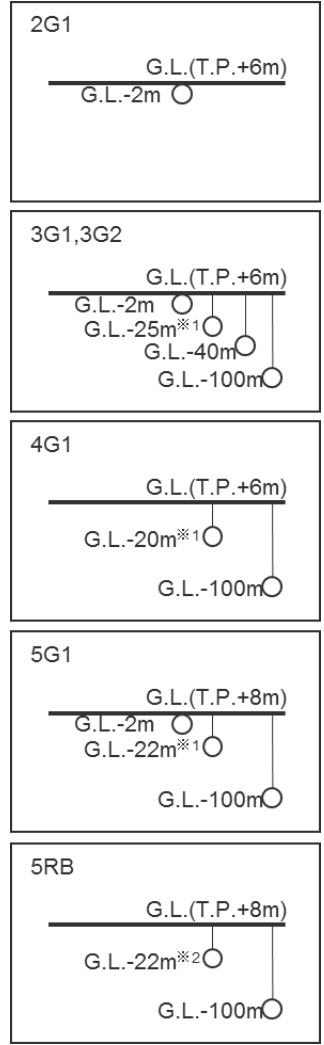 2G1
G.L.(T.P.+6m)
G.L.-2m
3G1,3G2
G.L.(T.P.+6m)
G.L.-2m
G.L.-25m※1
G.L.-40m
G.L.-100m
4G1
G.L.(T.P.+6m)
G.L.-20m※1
G.L.-100m
5G1
G.L.(T.P.+8m)
G.L.-2m
G.L.-22m※1
G.L.-100m
5RB
G.L.(T.P.+8m)
G.L.-22m※2
G.L.-100m